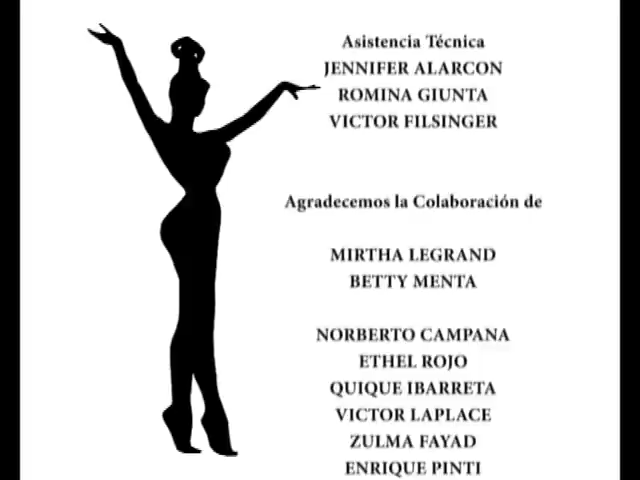 Asistencia Técnica
JENNIFER ALARCON
ROMINA GIUNTA
VICTOR FILSINGER
Agradecemos la Colaboración de
MIRTHA LEGRAND
BETTY MENTA
NORBERTO CAMPANA
ETHEL ROJO
QUIQUE IBARRETA
VICTOR LAPLACE
ZULMA FAYAD
ENRIQUE PINTI